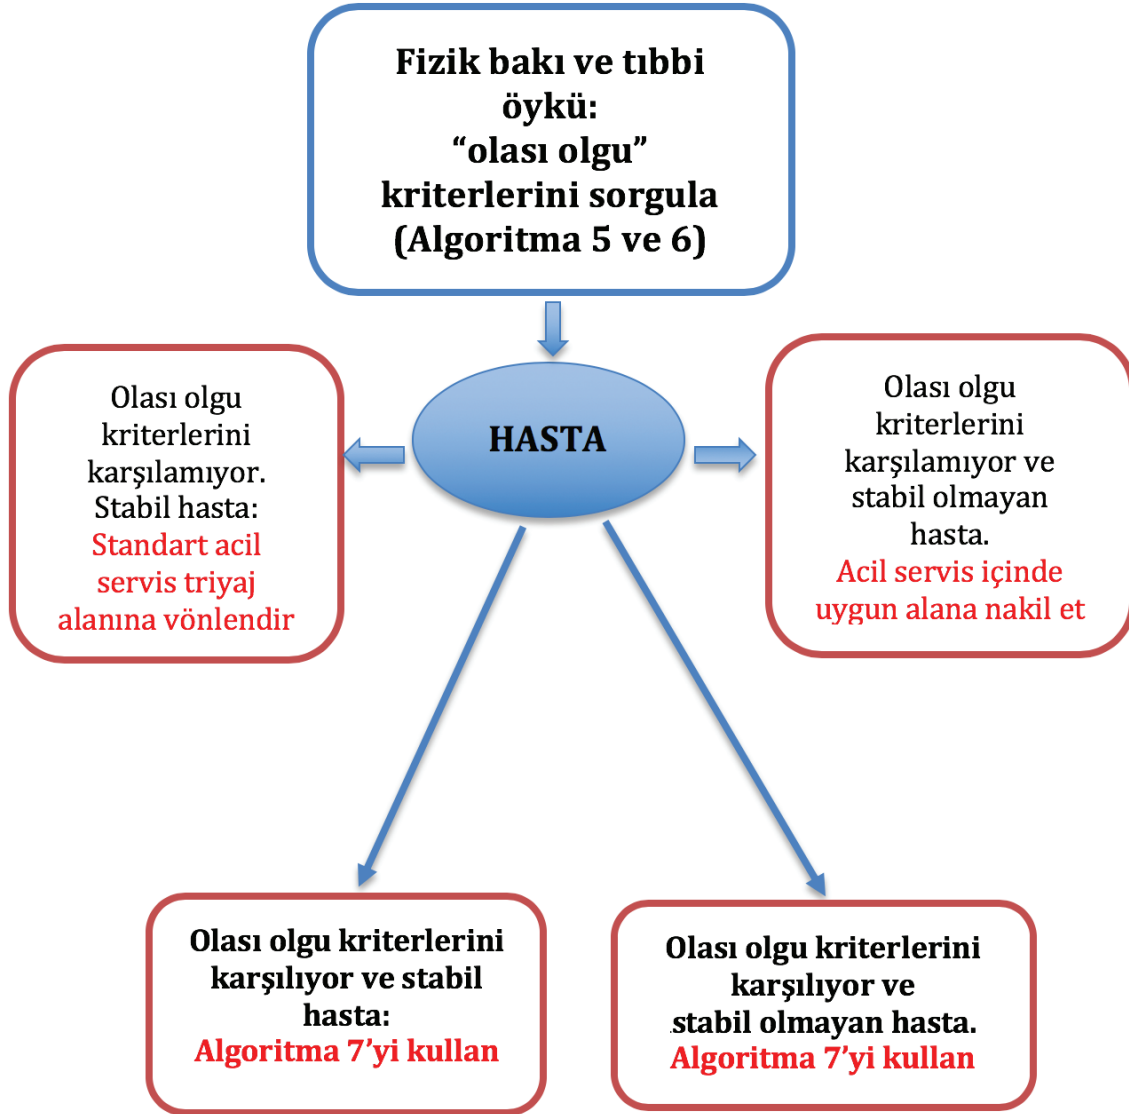 Fizik bakı ve tıbbi
öykü:
“olası olgu”
kriterlerini sorgula
(Algoritma 5 ve 6)
HASTA
Olası olgu
kriterlerini
karşılamıyor.
Stabil hasta:
Standart acil
servis triyaj
alanına vönlendir
Olası olgu
kriterlerini
karşılamıyor ve
stabil olmayan
hasta.
Acil servis içinde
uygun alana nakil et
Olası olgu kriterlerini
karşılıyor ve stabil
hasta:
Algoritma 7’yi kullan
Olası olgu kriterlerini
karşılıyor ve
stabil olmayan hasta.
Algoritma 7’yi kullan